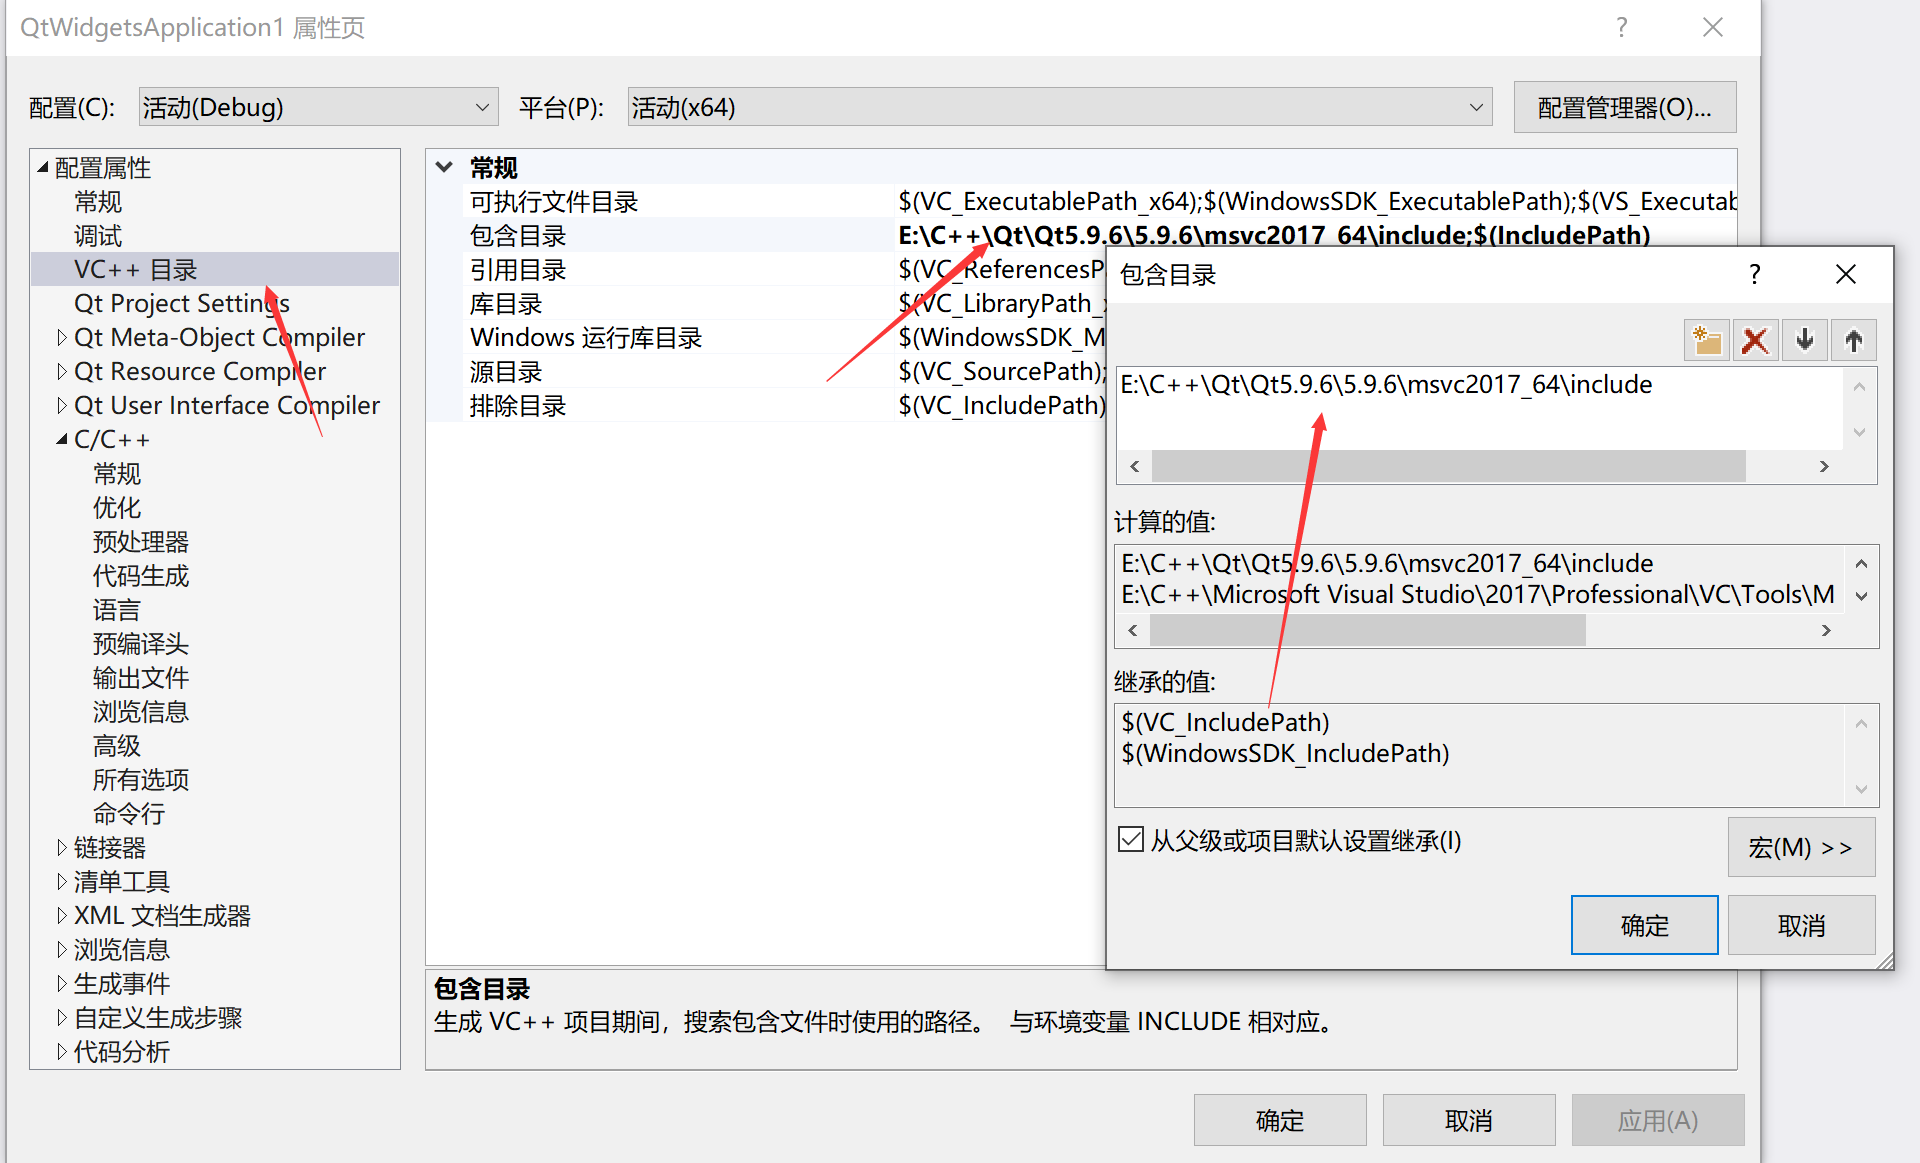 QtWidgetsApplication1 属性页
配置(C): 活动(Debug) 平台(P): 活动(x64) 配置管理器(O)...
配置属性
常规
调试
VC++ 目录
Qt Project Settings
Qt Meta-Object Compiler
Qt Resource Compiler
Qt User Interface Compiler
C/C++
常规
优化
预处理器
代码生成
语言
预编译头
输出文件
浏览信息
高级
所有选项
命令行
链接器
清单工具
XML 文档生成器
浏览信息
生成事件
自定义生成步骤
代码分析
常规
可执行文件目录 $(VC_ExecutablePath_x64);$(WindowsSDK_ExecutablePath);$(VS_Executab
包含目录 E:\C++\Qt\Qt5.9.6\5.9.6\msvc2017_64\include;$(IncludePath)
引用目录 $(VC_ReferencesP
库目录 $(VC_LibraryPath_x
Windows 运行库目录 $(WindowsSDK_M
源目录 $(VC_SourcePath);
排除目录 $(VC_IncludePath)
包含目录
生成 VC++ 项目期间，搜索包含文件时使用的路径。 与环境变量 INCLUDE 相对应。
包含目录
E:\C++\Qt\Qt5.9.6\5.9.6\msvc2017_64\include
计算的值:
E:\C++\Qt\Qt5.9.6\5.9.6\msvc2017_64\include
E:\C++\Microsoft Visual Studio\2017\Professional\VC\Tools\M
继承的值:
$(VC_IncludePath)
$(WindowsSDK_IncludePath)
从父级或项目默认设置继承(I)
宏(M) >>
确定 取消
确定 取消 应用(A)